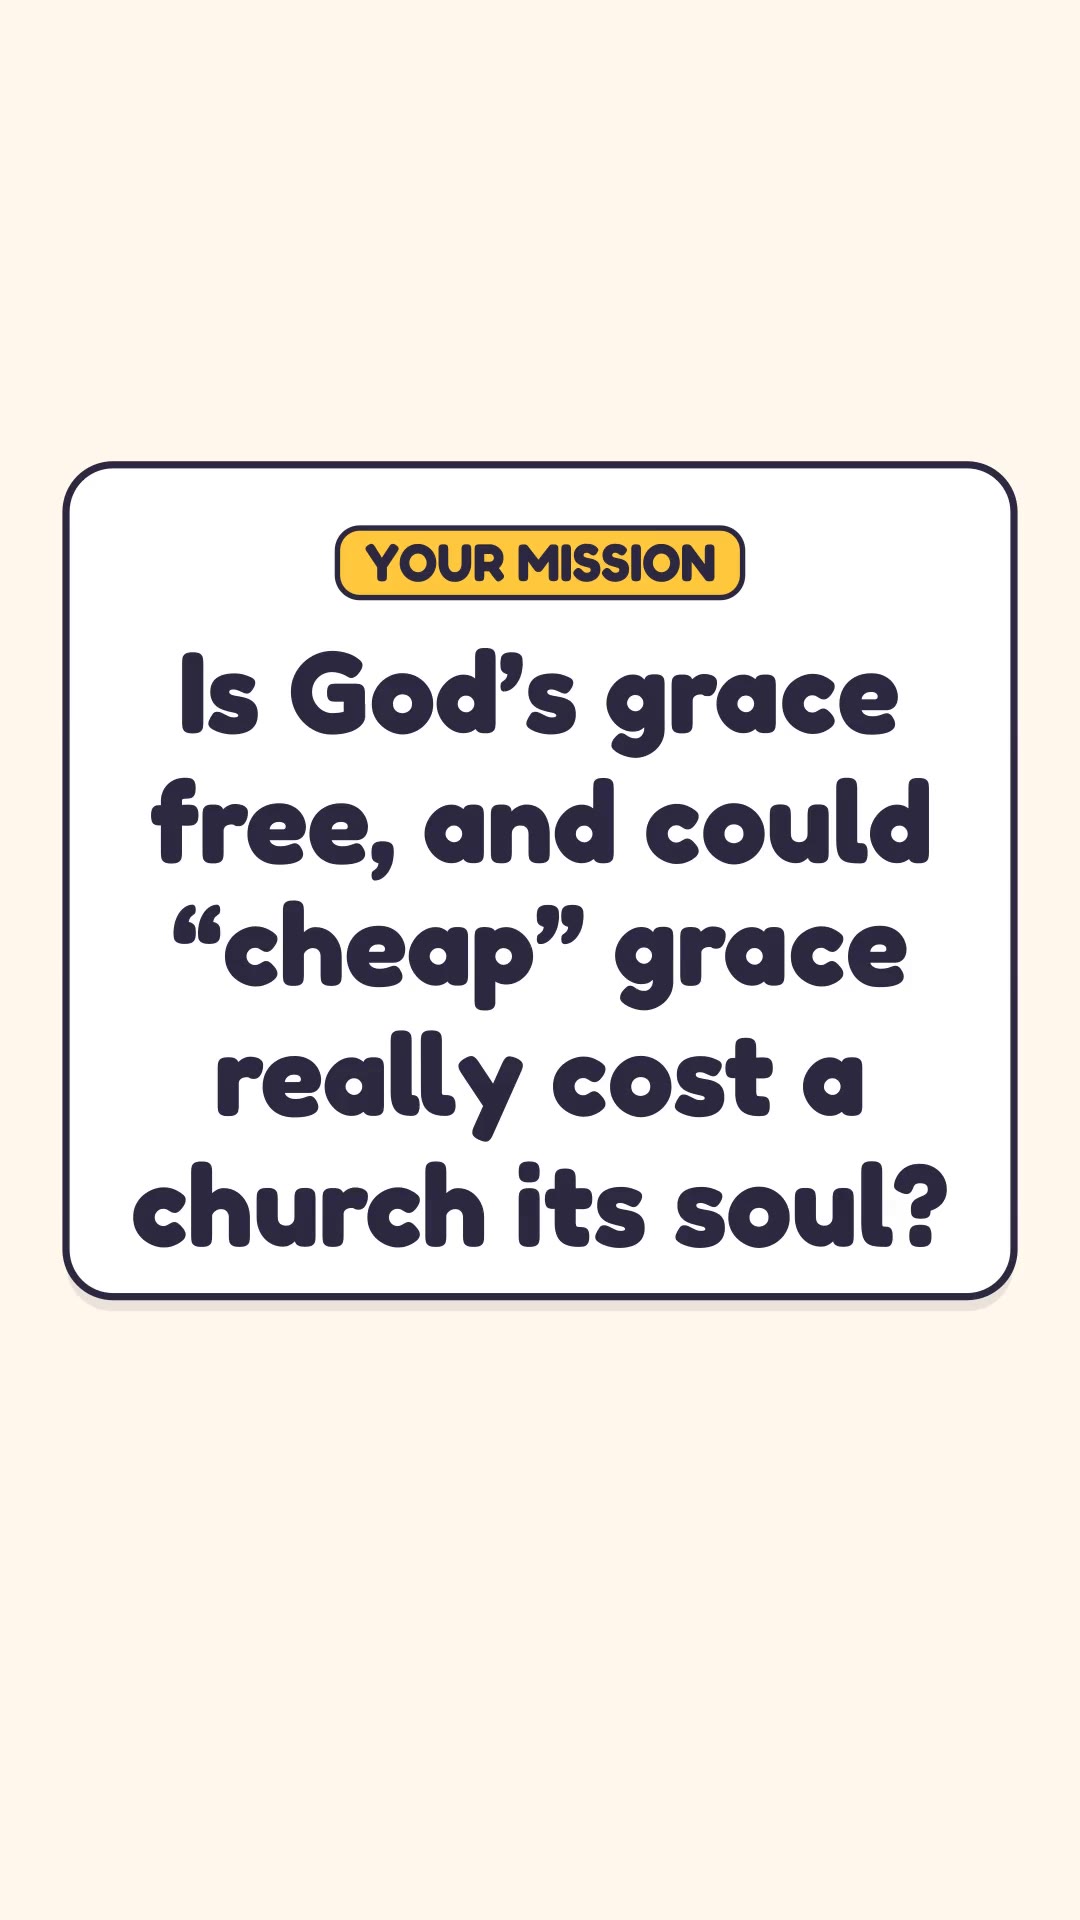 YOUR MISSION
Is God’s grace
free, and could
“cheap” grace
really cost a
church its soul?